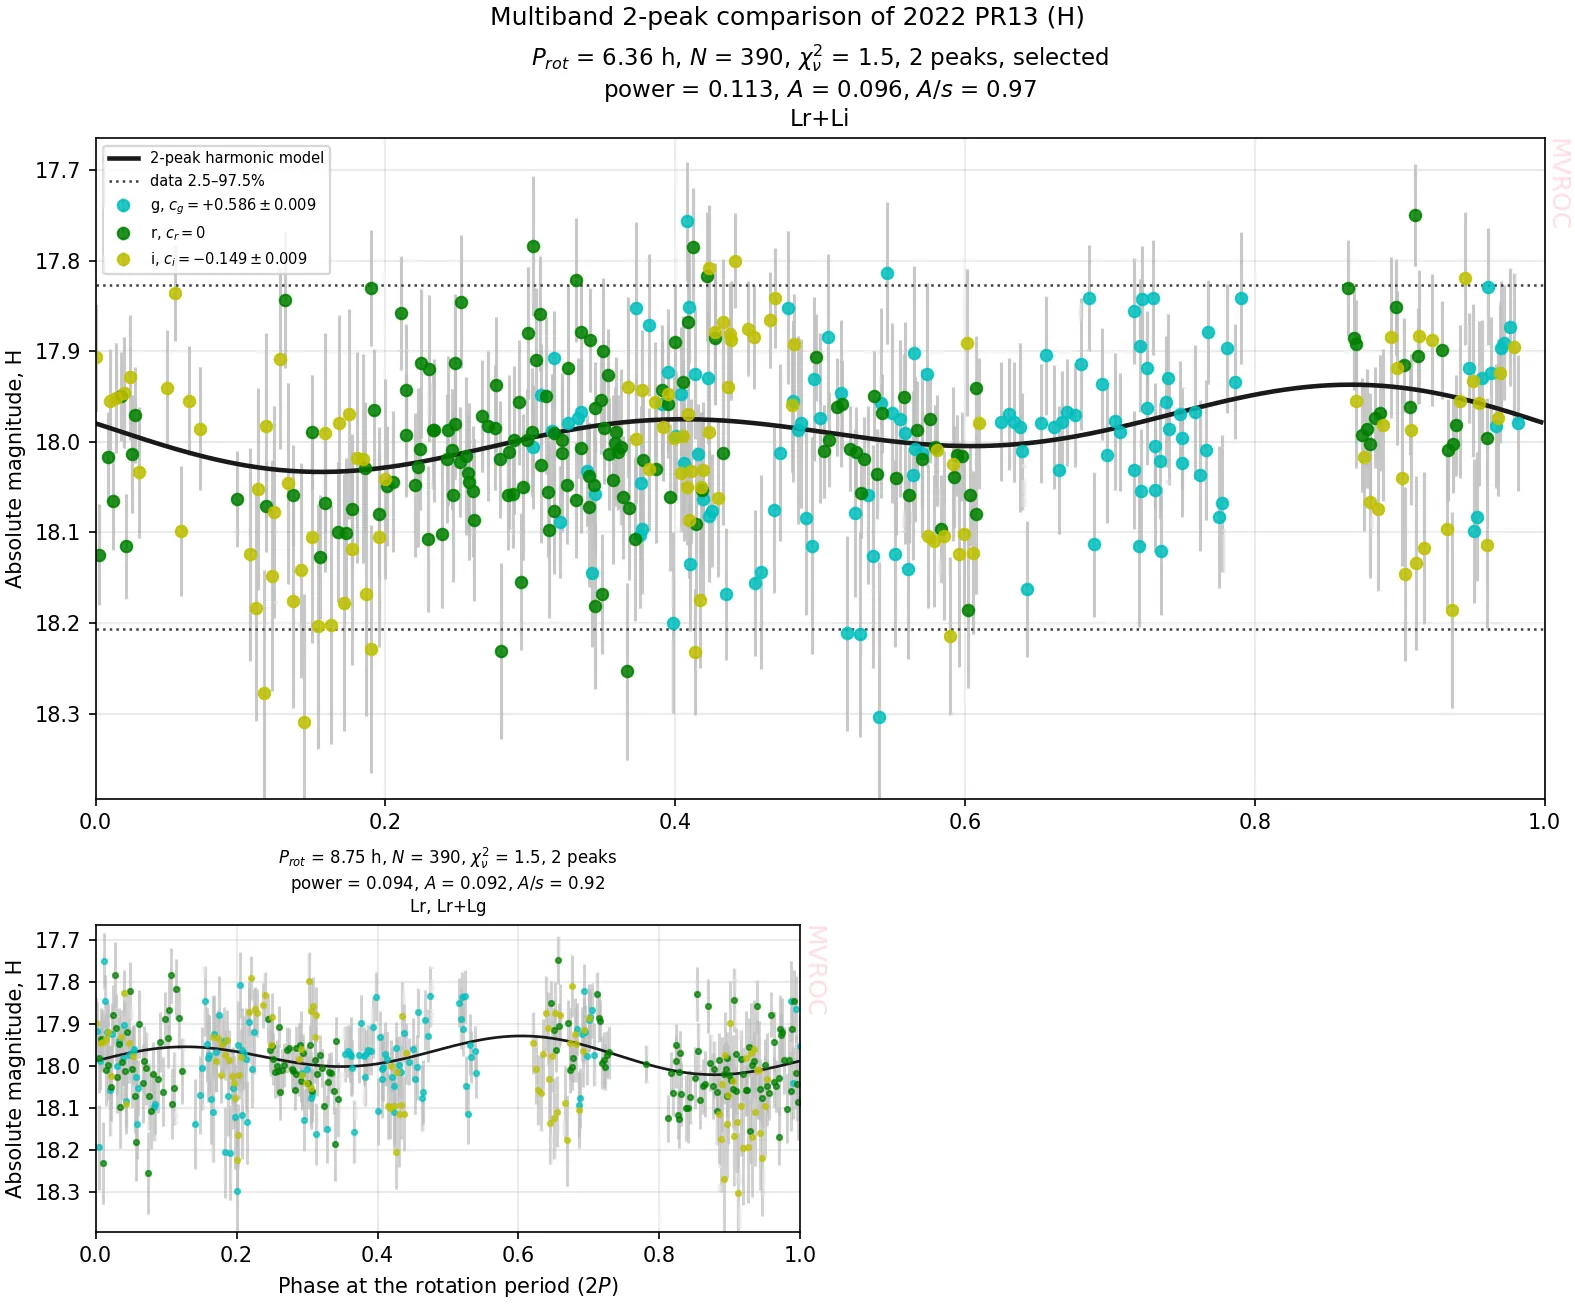 Multiband 2-peak comparison of 2022 PR13 (H)
P_rot = 6.36 h, N = 390, χ²_ν = 1.5, 2 peaks, selected
power = 0.113, A = 0.096, A/s = 0.97
Lr+Li
2-peak harmonic model
data 2.5–97.5%
g, c_g = +0.586 ± 0.009
r, c_r = 0
i, c_i = −0.149 ± 0.009
MVROC
Absolute magnitude, H
17.7
17.8
17.9
18.0
18.1
18.2
18.3
0.0 0.2 0.4 0.6 0.8 1.0
P_rot = 8.75 h, N = 390, χ²_ν = 1.5, 2 peaks
power = 0.094, A = 0.092, A/s = 0.92
Lr, Lr+Lg
MVROC
Absolute magnitude, H
17.7
17.8
17.9
18.0
18.1
18.2
18.3
0.0 0.2 0.4 0.6 0.8 1.0
Phase at the rotation period (2P)